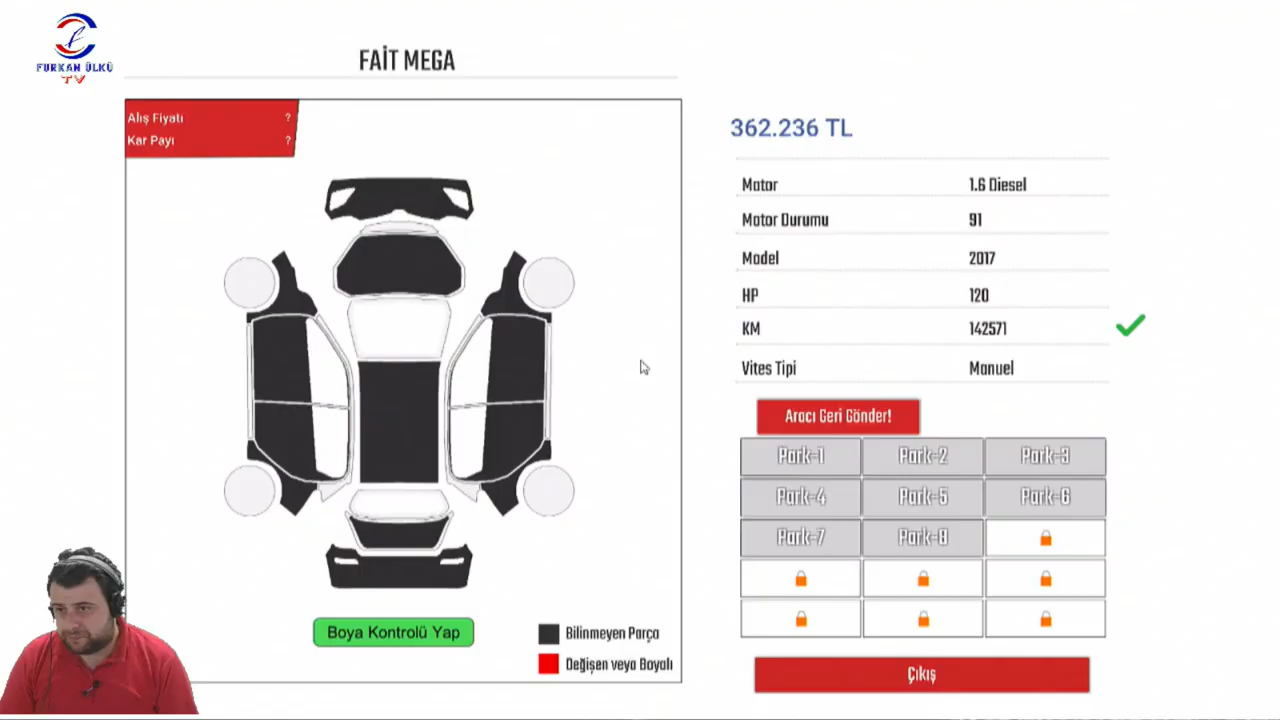 FURKAN ÜLKÜ
TV
FAİT MEGA
Alış Fiyatı ?
Kar Payı ?
362.236 TL
Motor 1.6 Diesel
Motor Durumu 91
Model 2017
HP 120
KM 142571
Vites Tipi Manuel
Aracı Geri Gönder!
Park-1 Park-2 Park-3
Park-4 Park-5 Park-6
Park-7 Park-8
Boya Kontrolü Yap
Bilinmeyen Parça
Değişen veya Boyalı
Çıkış